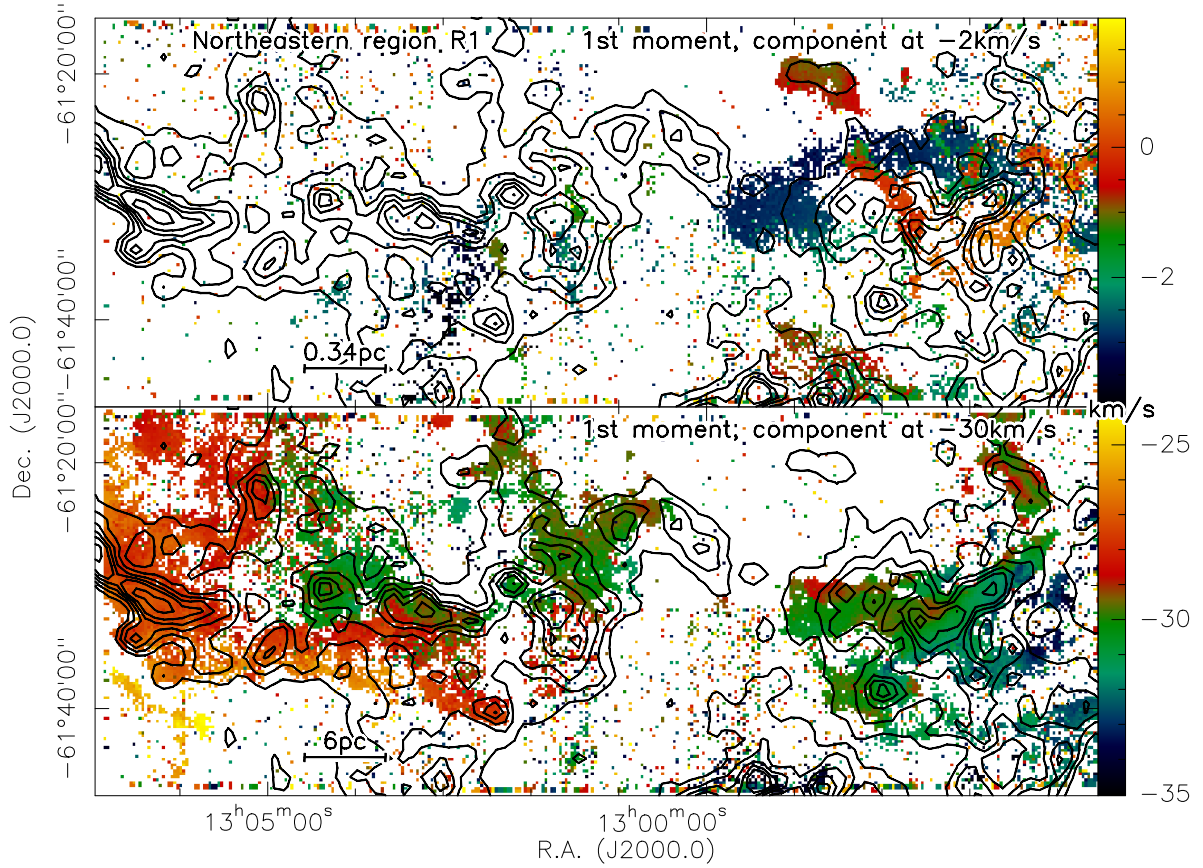 Northeastern region R1
1st moment, component at −2km/s
−61°20'00"
−61°40'00"
0.34pc
0
−2
km/s
1st moment, component at −30km/s
−61°20'00"
−61°40'00"
6pc
−25
−30
−35
Dec. (J2000.0)
13h05m00s
13h00m00s
R.A. (J2000.0)